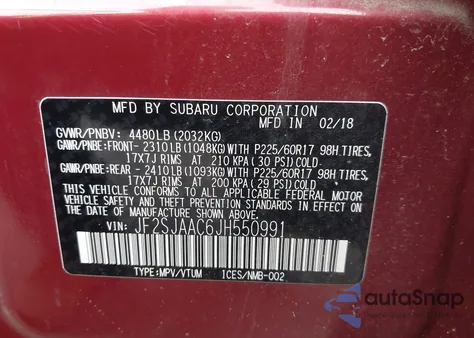 MFD BY SUBARU CORPORATION
IN 02/18
GVWR/PNBV: 4480LB (2032KG)
GAWR/PNBE:FRONT- 2310LB (1048KG) WITH P225/60R17 98H TIRES,
17X7J RIMS AT 210 KPA (30 PSI) COLD
GAWR/PNBE:REAR - 2410LB (1093KG) WITH P225/60R17 98H TIRES,
17X7J RIMS AT 200 KPA (29 PSI) COLD
THIS VEHICLE CONFORMS TO ALL APPLICABLE FEDERAL MOTOR
VEHICLE SAFETY, BUMPER, AND THEFT PREVENTION STANDARDS
IN EFFECT ON THE DATE OF MANUFACTURE SHOWN ABOVE.
VIN: JF2SJAAC6JH550991
TYPE:MPV/VTUM ICES/NMB-002
autoSnap
Powered by